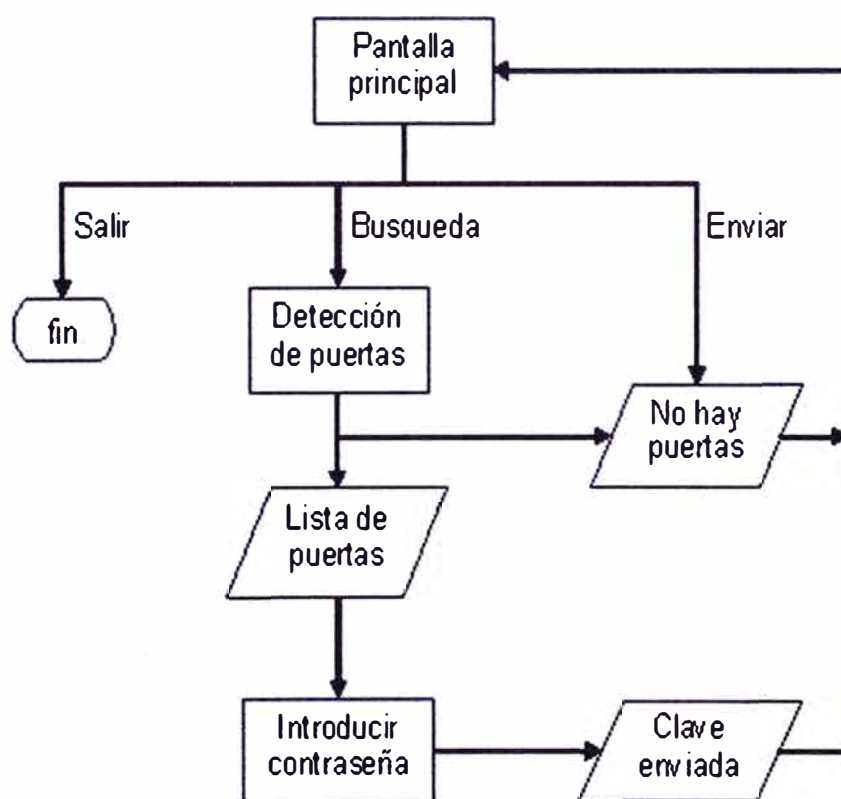 Pantalla
principal
Salir
Busqueda
Enviar
fin
Detección
de puertas
No hay
puertas
Lista de
puertas
Introducir
contraseña
Clave
enviada